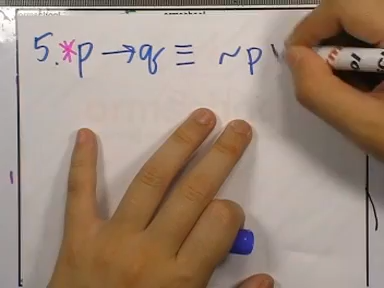 5. *p → q ≡ ~p